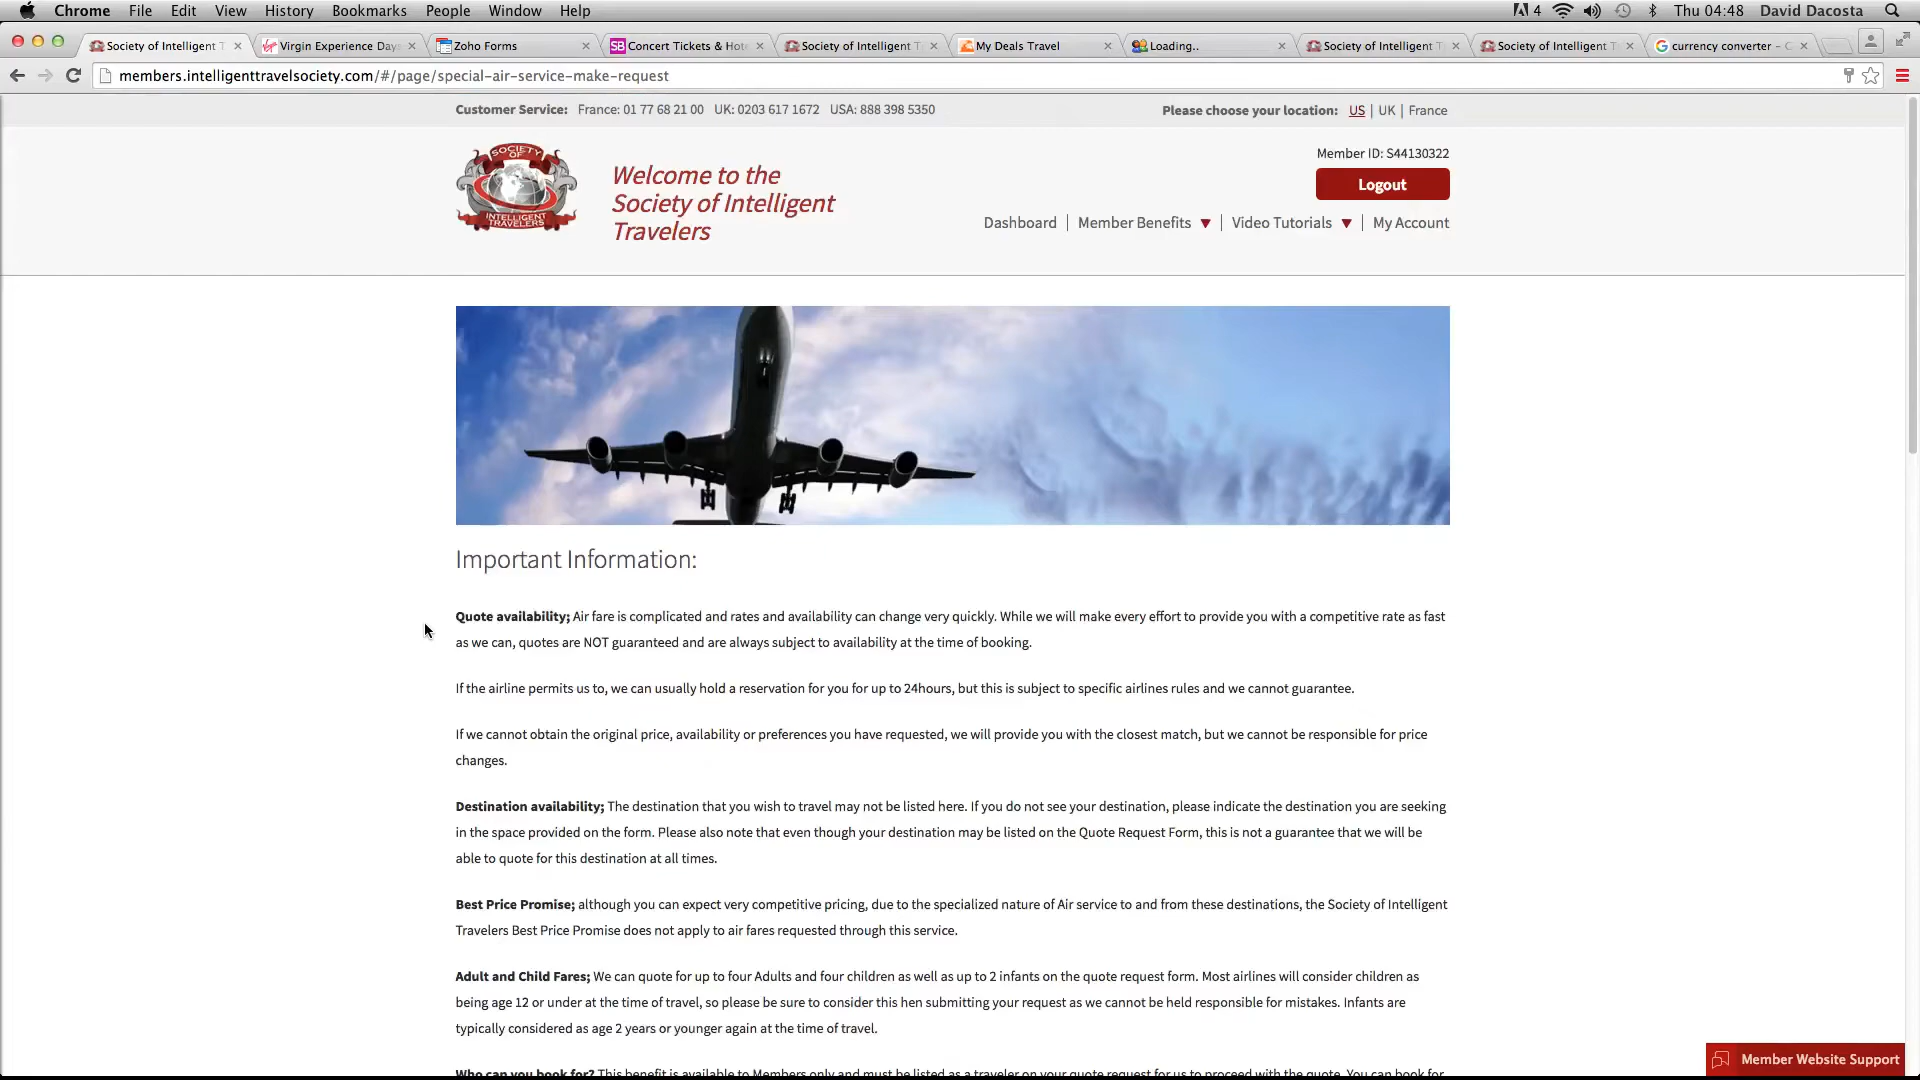 Chrome File Edit View History Bookmarks People Window Help 4 Thu 04:48 David Dacosta
Society of Intelligent T Virgin Experience Day Zoho Forms SB Concert Tickets & Hot Society of Intelligent T My Deals Travel Loading.. Society of Intelligent T Society of Intelligent T currency converter -
members.intelligenttravelsociety.com/#/page/special-air-service-make-request
Customer Service: France: 01 77 68 21 00 UK: 0203 617 1672 USA: 888 398 5350 Please choose your location: US | UK | France
SOCIETY
OF
INTELLIGENT
TRAVELERS
Welcome to the
Society of Intelligent
Travelers
Member ID: S44130322
Logout
Dashboard Member Benefits Video Tutorials My Account
Important Information:
Quote availability; Air fare is complicated and rates and availability can change very quickly. While we will make every effort to provide you with a competitive rate as fast
as we can, quotes are NOT guaranteed and are always subject to availability at the time of booking.
If the airline permits us to, we can usually hold a reservation for you for up to 24hours, but this is subject to specific airlines rules and we cannot guarantee.
If we cannot obtain the original price, availability or preferences you have requested, we will provide you with the closest match, but we cannot be responsible for price
changes.
Destination availability; The destination that you wish to travel may not be listed here. If you do not see your destination, please indicate the destination you are seeking
in the space provided on the form. Please also note that even though your destination may be listed on the Quote Request Form, this is not a guarantee that we will be
able to quote for this destination at all times.
Best Price Promise; although you can expect very competitive pricing, due to the specialized nature of Air service to and from these destinations, the Society of Intelligent
Travelers Best Price Promise does not apply to air fares requested through this service.
Adult and Child Fares; We can quote for up to four Adults and four children as well as up to 2 infants on the quote request form. Most airlines will consider children as
being age 12 or under at the time of travel, so please be sure to consider this hen submitting your request as we cannot be held responsible for mistakes. Infants are
typically considered as age 2 years or younger again at the time of travel.
Who can you book for? This benefit is available to Members only and must be listed as a traveler on your quote request for us to proceed with the quote. You can book for
Member Website Support